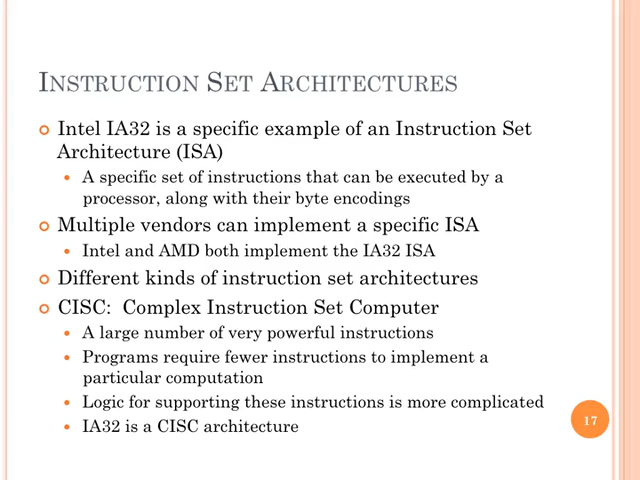 INSTRUCTION SET ARCHITECTURES
Intel IA32 is a specific example of an Instruction Set
Architecture (ISA)
A specific set of instructions that can be executed by a
processor, along with their byte encodings
Multiple vendors can implement a specific ISA
Intel and AMD both implement the IA32 ISA
Different kinds of instruction set architectures
CISC: Complex Instruction Set Computer
A large number of very powerful instructions
Programs require fewer instructions to implement a
particular computation
Logic for supporting these instructions is more complicated
IA32 is a CISC architecture
17